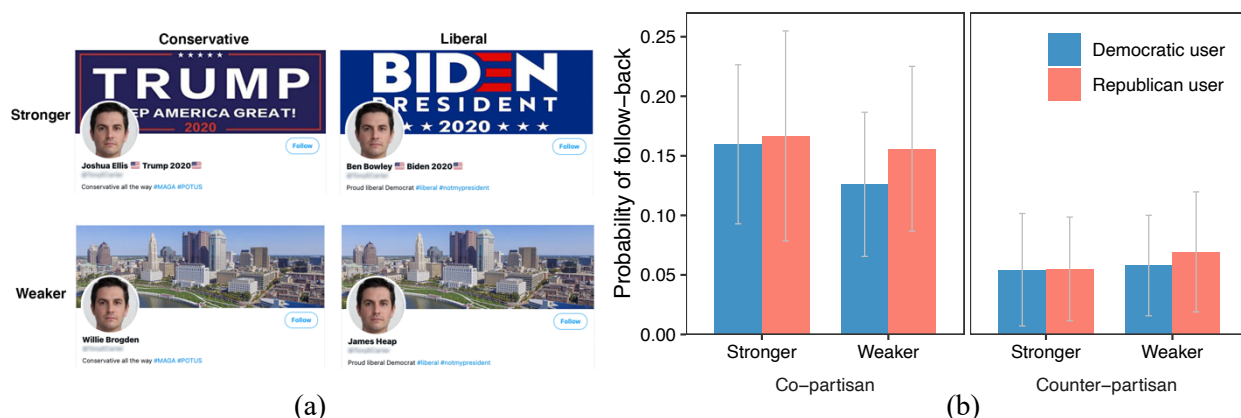 Conservative
Liberal
Stronger
TRUMP
EP AMERICA GREAT!
2020
Follow
Joshua Ellis 🇺🇸 Trump 2020🇺🇸
Conservative all the way #MAGA #POTUS
BIDEN
PRESIDENT
★ ★ ★ 2020 ★ ★ ★
Follow
Ben Bowley 🇺🇸 Biden 2020🇺🇸
Proud liberal Democrat #liberal #notmypresident
Weaker
Follow
Willie Brogden
Conservative all the way #MAGA #POTUS
Follow
James Heap
Proud liberal Democrat #liberal #notmypresident
(a)
Probability of follow-back
0.25
0.20
0.15
0.10
0.05
0.00
Democratic user
Republican user
Stronger
Weaker
Stronger
Weaker
Co-partisan
Counter-partisan
(b)